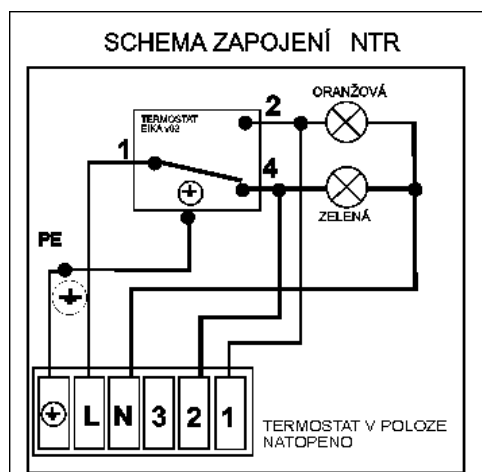 SCHEMA ZAPOJENÍ NTR
ORANŽOVÁ
TERMOSTAT
EIKA v02
2
1
4
ZELENÁ
PE
L N 3 2 1
TERMOSTAT V POLOZE
NATOPENO